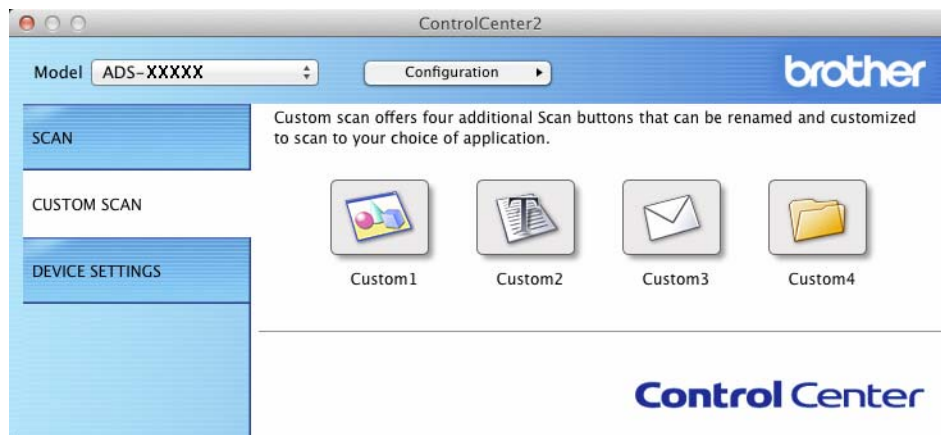 ControlCenter2
Model ADS-XXXXX Configuration brother
SCAN
CUSTOM SCAN
DEVICE SETTINGS
Custom scan offers four additional Scan buttons that can be renamed and customized
to scan to your choice of application.
T
Custom1 Custom2 Custom3 Custom4
Control Center